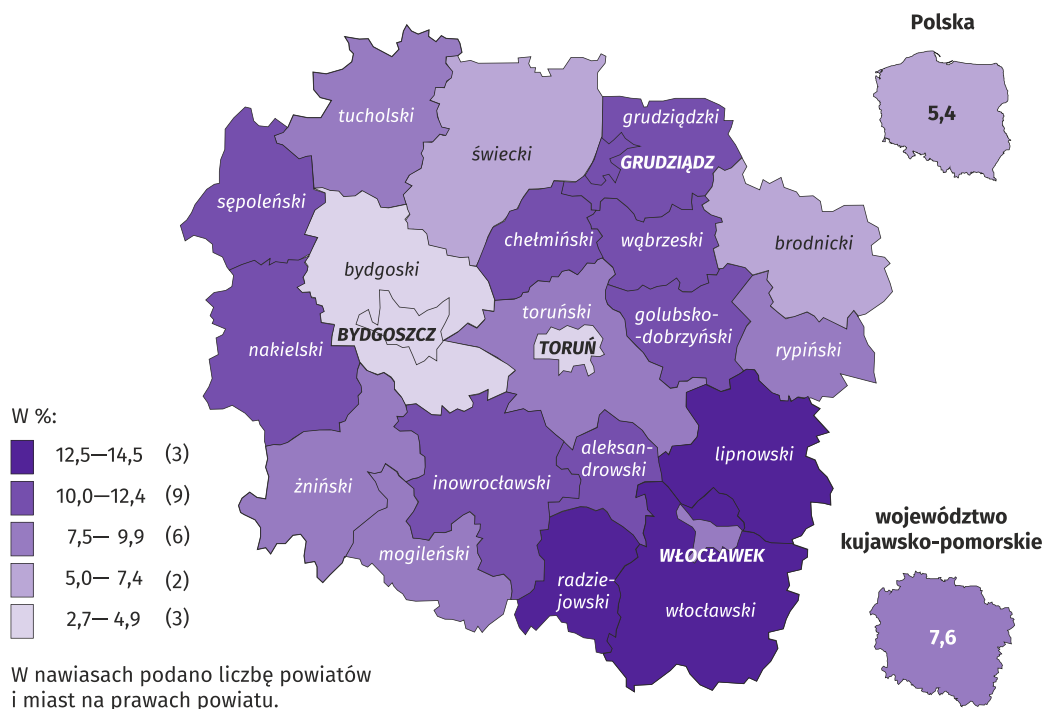 Polska
5,4
tucholski
świecki
grudziądzki
GRUDZIĄDZ
sępoleński
chełmiński
wąbrzeski
brodnicki
bydgoski
BYDGOSZCZ
toruński
TORUŃ
golubsko-
-dobrzyński
rypiński
nakielski
W %:
12,5—14,5 (3)
10,0—12,4 (9)
7,5— 9,9 (6)
5,0— 7,4 (2)
2,7— 4,9 (3)
żniński
inowrocławski
aleksan-
drowski
lipnowski
mogileński
radzie-
jowski
WŁOCŁAWEK
włocławski
województwo
kujawsko-pomorskie
7,6
W nawiasach podano liczbę powiatów
i miast na prawach powiatu.